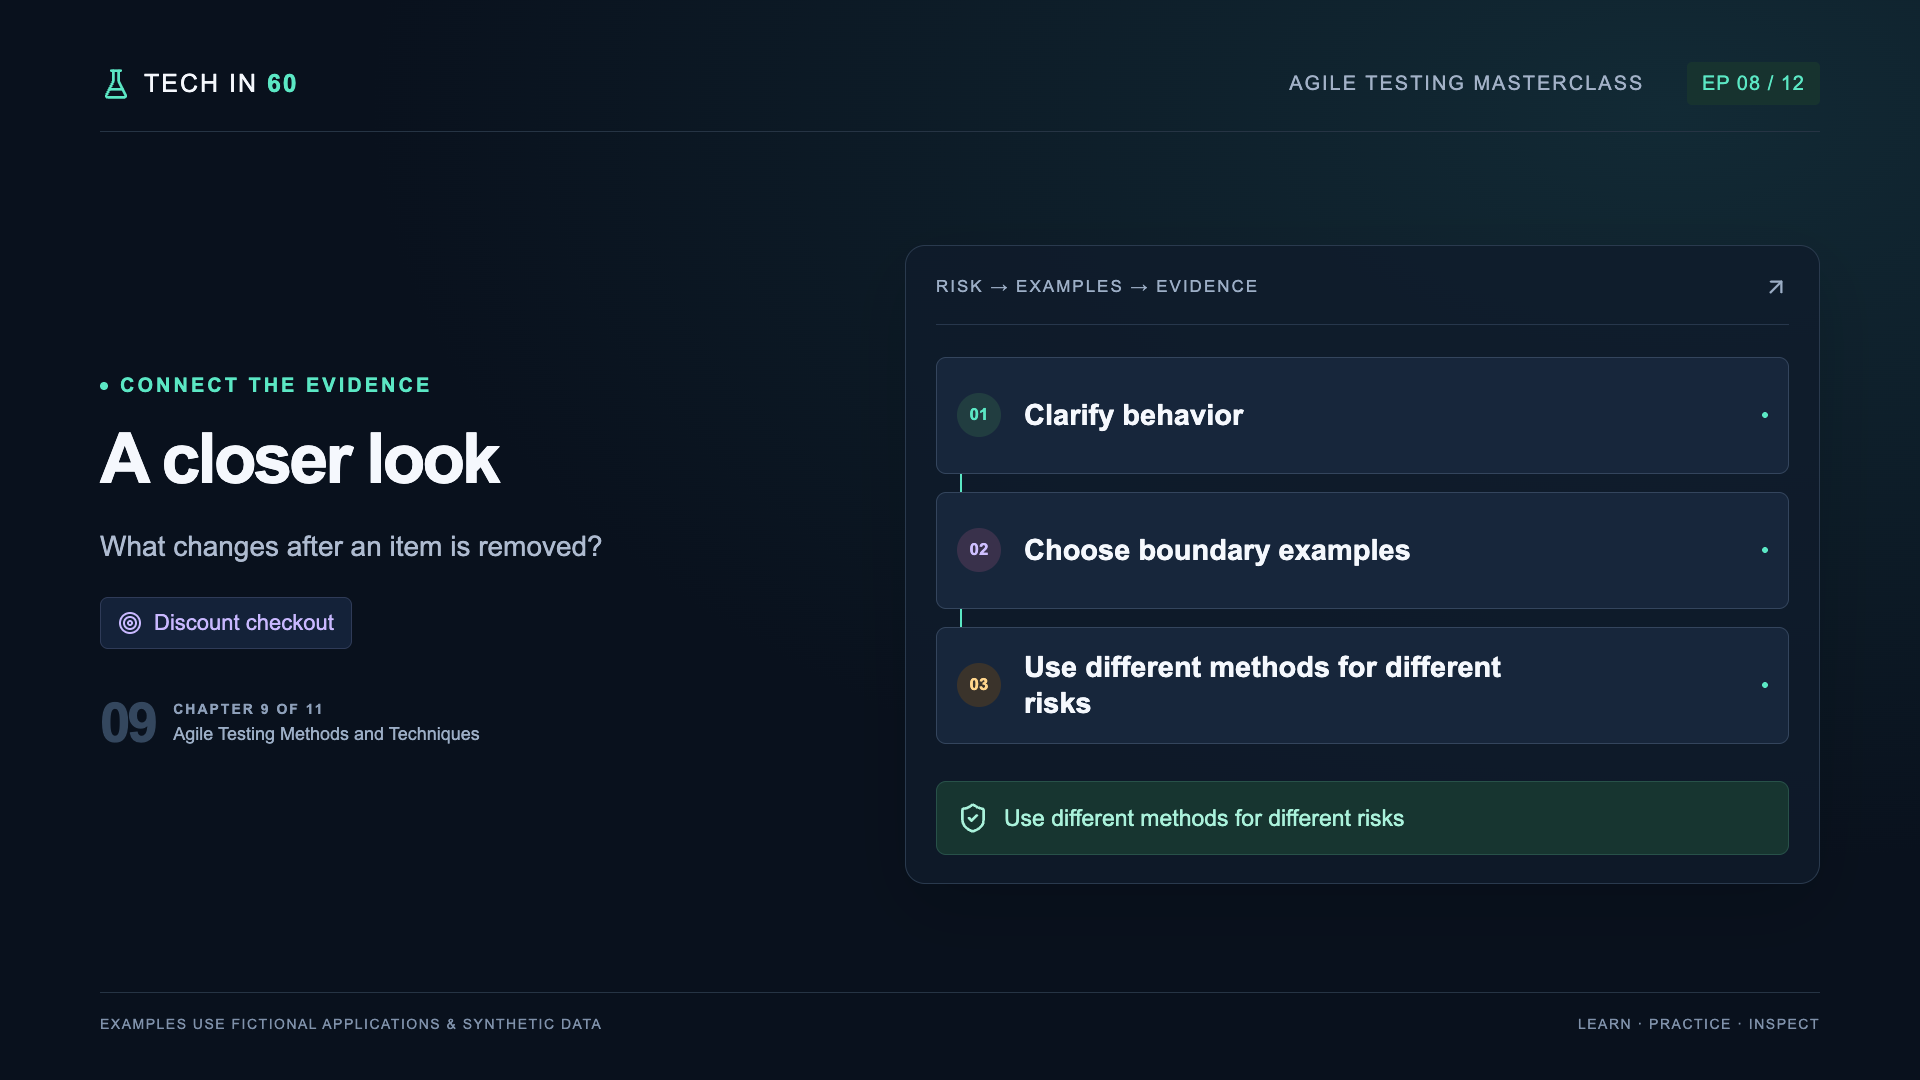 TECH IN 60
AGILE TESTING MASTERCLASS
EP 08 / 12
CONNECT THE EVIDENCE
A closer look
What changes after an item is removed?
Discount checkout
09
CHAPTER 9 OF 11
Agile Testing Methods and Techniques
RISK → EXAMPLES → EVIDENCE
01
Clarify behavior
02
Choose boundary examples
03
Use different methods for different
risks
Use different methods for different risks
EXAMPLES USE FICTIONAL APPLICATIONS & SYNTHETIC DATA
LEARN · PRACTICE · INSPECT